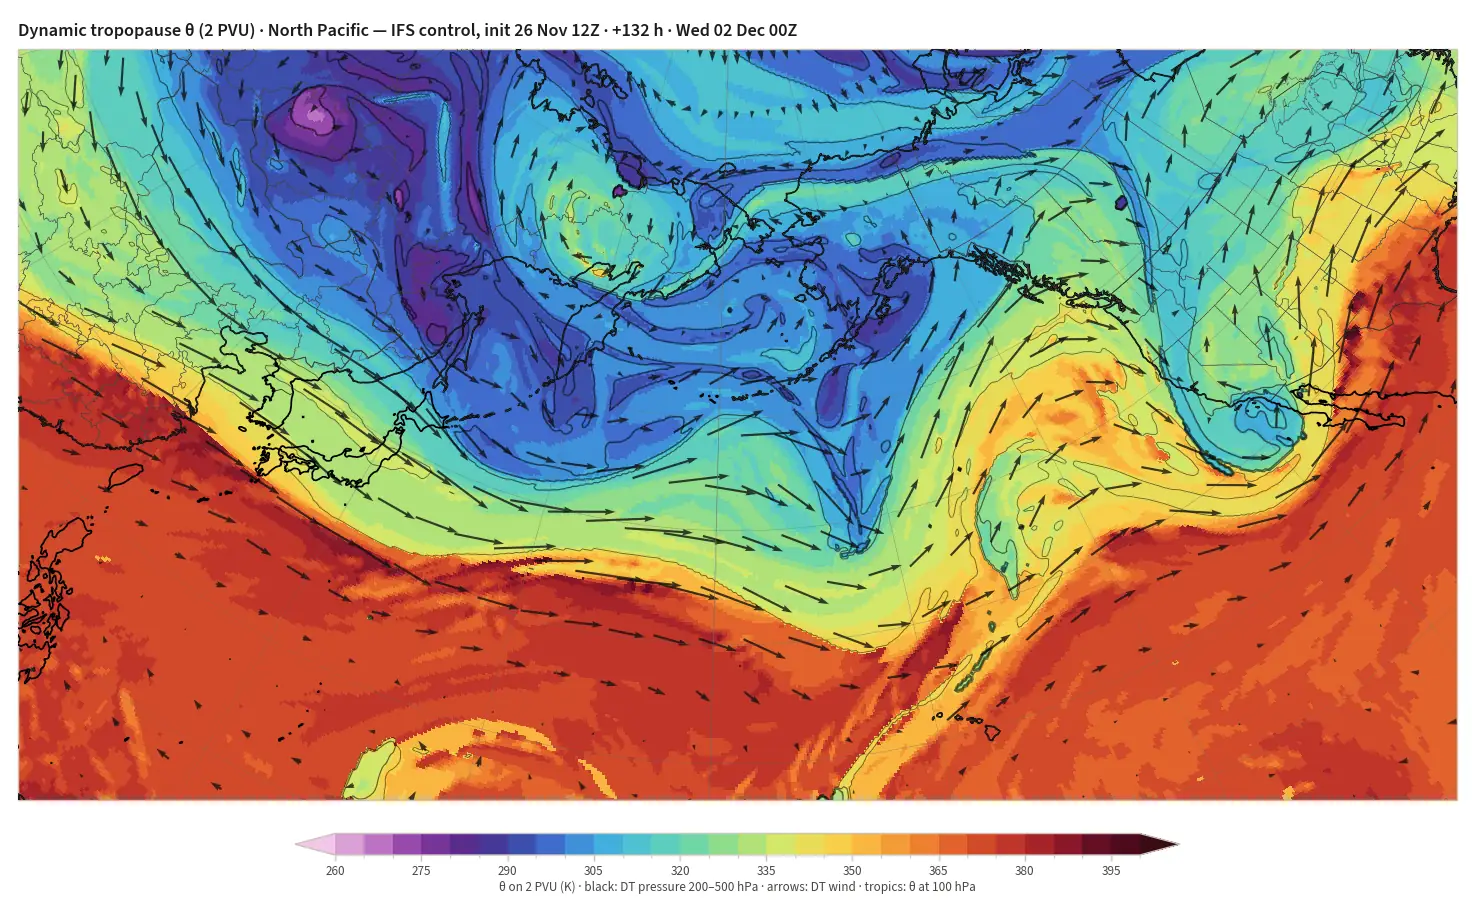 Dynamic tropopause θ (2 PVU) · North Pacific — IFS control, init 26 Nov 12Z · +132 h · Wed 02 Dec 00Z
260 275 290 305 320 335 350 365 380 395
θ on 2 PVU (K) · black: DT pressure 200–500 hPa · arrows: DT wind · tropics: θ at 100 hPa